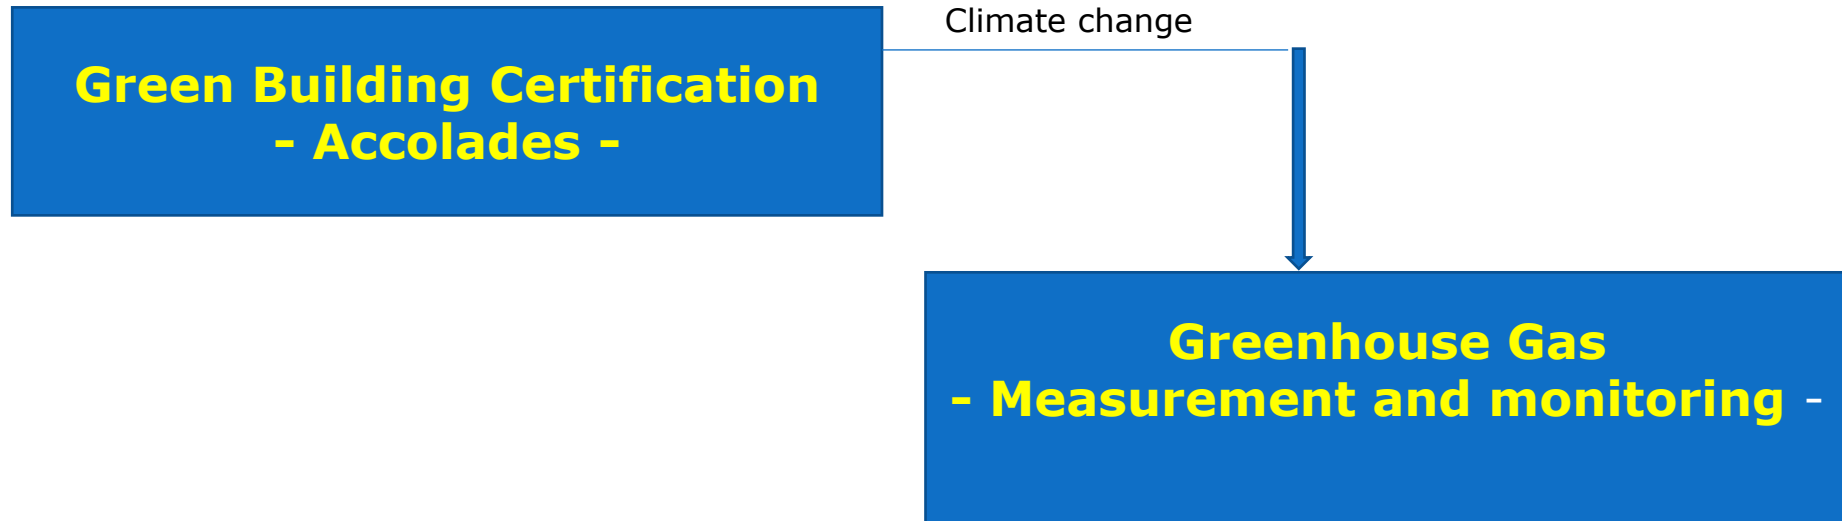 Climate change
Green Building Certification
- Accolades -
Greenhouse Gas
- Measurement and monitoring -